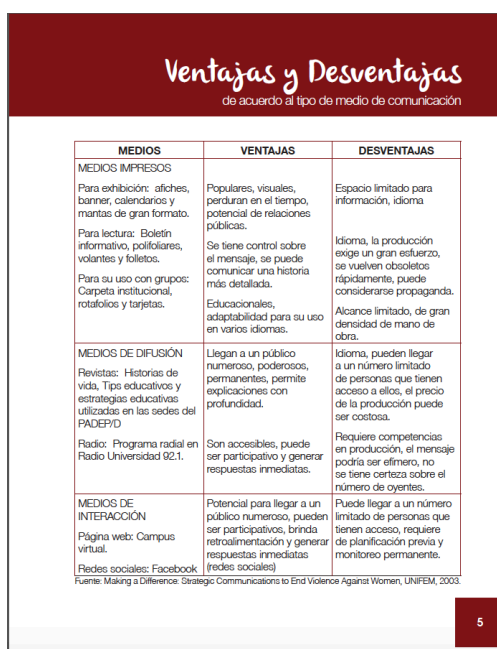 Ventajas y Desventajas
de acuerdo al tipo de medio de comunicación
MEDIOS
VENTAJAS
DESVENTAJAS
MEDIOS IMPRESOS
Para exhibición: afiches,
banner, calendarios y
mantas de gran formato.
Para lectura: Boletín
informativo, polifoliares,
volantes y folletos.
Para su uso con grupos:
Carpeta institucional,
rotafolios y tarjetas.
Populares, visuales,
perduran en el tiempo,
potencial de relaciones
públicas.
Se tiene control sobre
el mensaje, se puede
comunicar una historia
más detallada.
Educacionales,
adaptabilidad para su uso
en varios idiomas.
Espacio limitado para
información, idioma
Idioma, la producción
exige un gran esfuerzo,
se vuelven obsoletos
rápidamente, puede
considerarse propaganda.
Alcance limitado, de gran
densidad de mano de
obra.
MEDIOS DE DIFUSIÓN
Revistas: Historias de
vida, Tips educativos y
estrategias educativas
utilizadas en las sedes del
PADEP/D
Radio: Programa radial en
Radio Universidad 92.1.
Llegan a un público
numeroso, poderosos,
permanentes, permite
explicaciones con
profundidad.
Son accesibles, puede
ser participativo y generar
respuestas inmediatas.
Idioma, pueden llegar
a un número limitado
de personas que tienen
acceso a ellos, el precio
de la producción puede
ser costosa.
Requiere competencias
en producción, el mensaje
podría ser efímero, no
se tiene certeza sobre el
número de oyentes.
MEDIOS DE
INTERACCIÓN
Página web: Campus
virtual.
Redes sociales: Facebook
Potencial para llegar a un
público numeroso, pueden
ser participativos, brinda
retroalimentación y generar
respuestas inmediatas
(redes sociales)
Puede llegar a un número
limitado de personas que
tienen acceso, requiere
de planificación previa y
monitoreo permanente.
Fuente: Making a Difference: Strategic Communications to End Violence Against Women, UNIFEM, 2003.
5